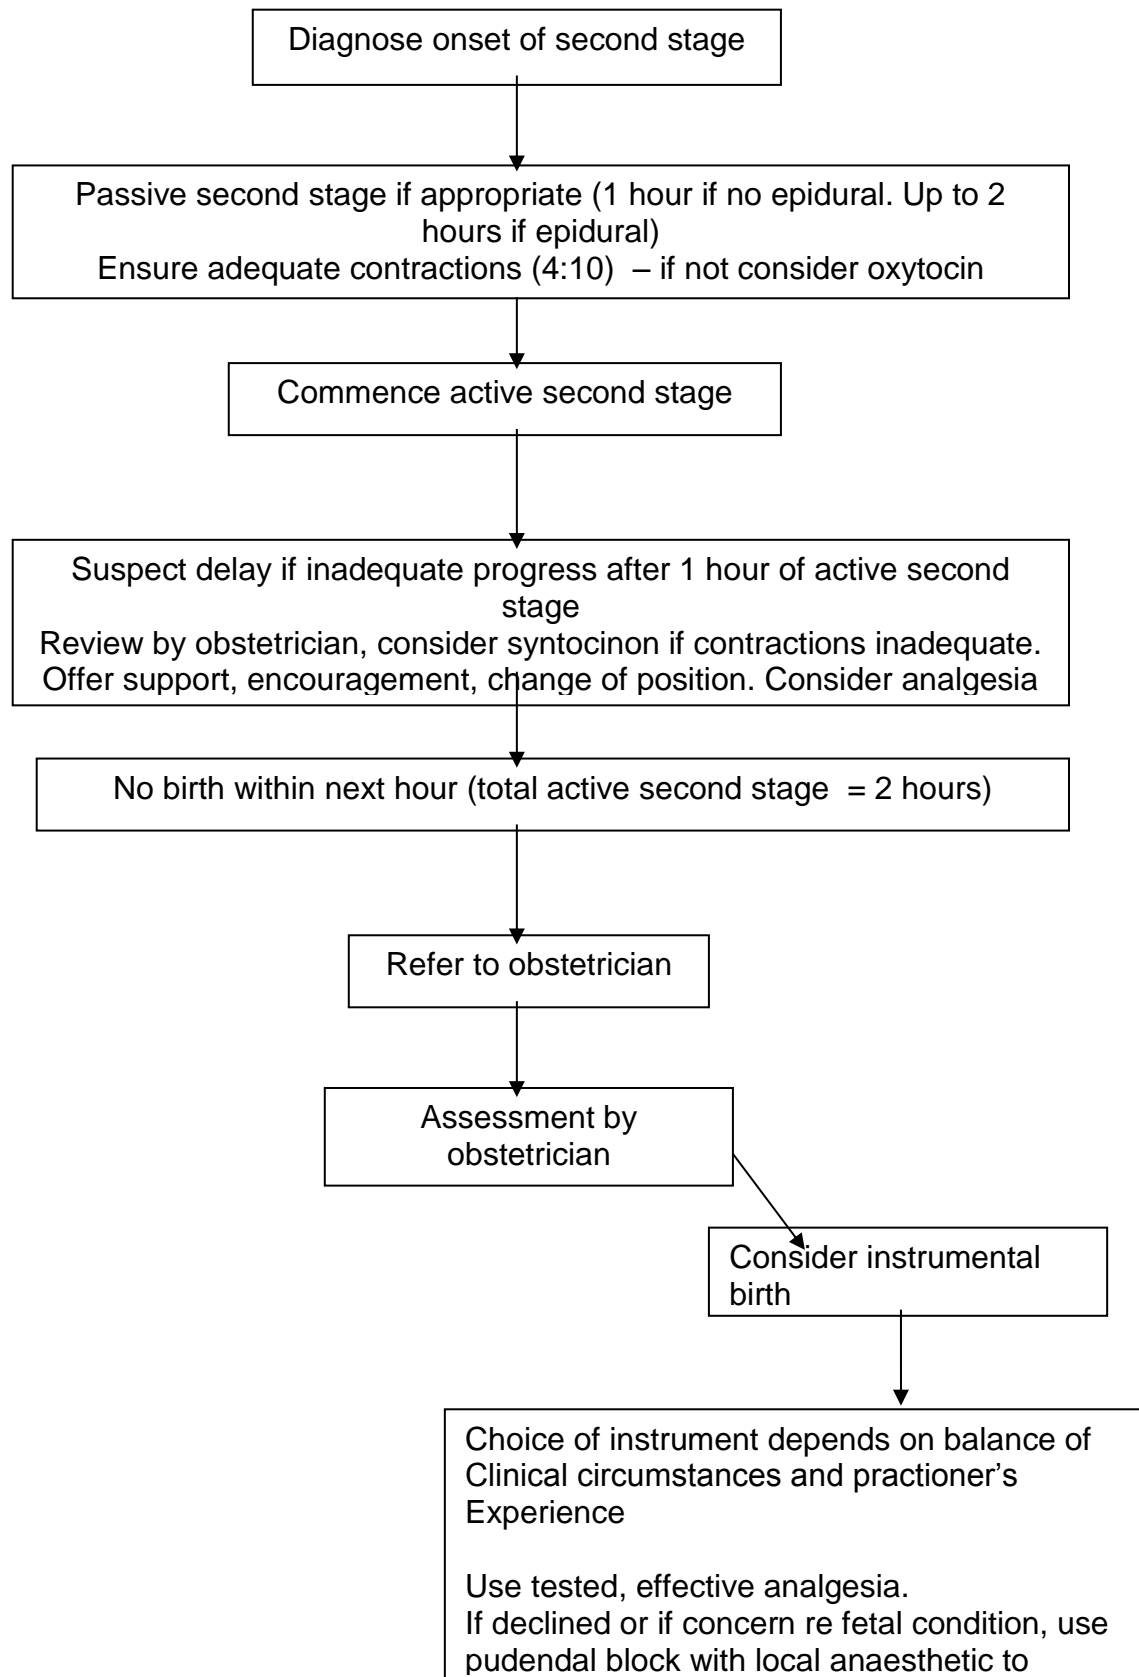 Diagnose onset of second stage
Passive second stage if appropriate (1 hour if no epidural. Up to 2
hours if epidural)
Ensure adequate contractions (4:10)  – if not consider oxytocin
Commence active second stage
Suspect delay if inadequate progress after 1 hour of active second
stage
Review by obstetrician, consider syntocinon if contractions inadequate.
Offer support, encouragement, change of position. Consider analgesia
No birth within next hour (total active second stage  = 2 hours)
Refer to obstetrician
Assessment by
obstetrician
Consider instrumental
birth
Choice of instrument depends on balance of
Clinical circumstances and practioner’s
Experience
Use tested, effective analgesia.
If declined or if concern re fetal condition, use
pudendal block with local anaesthetic to